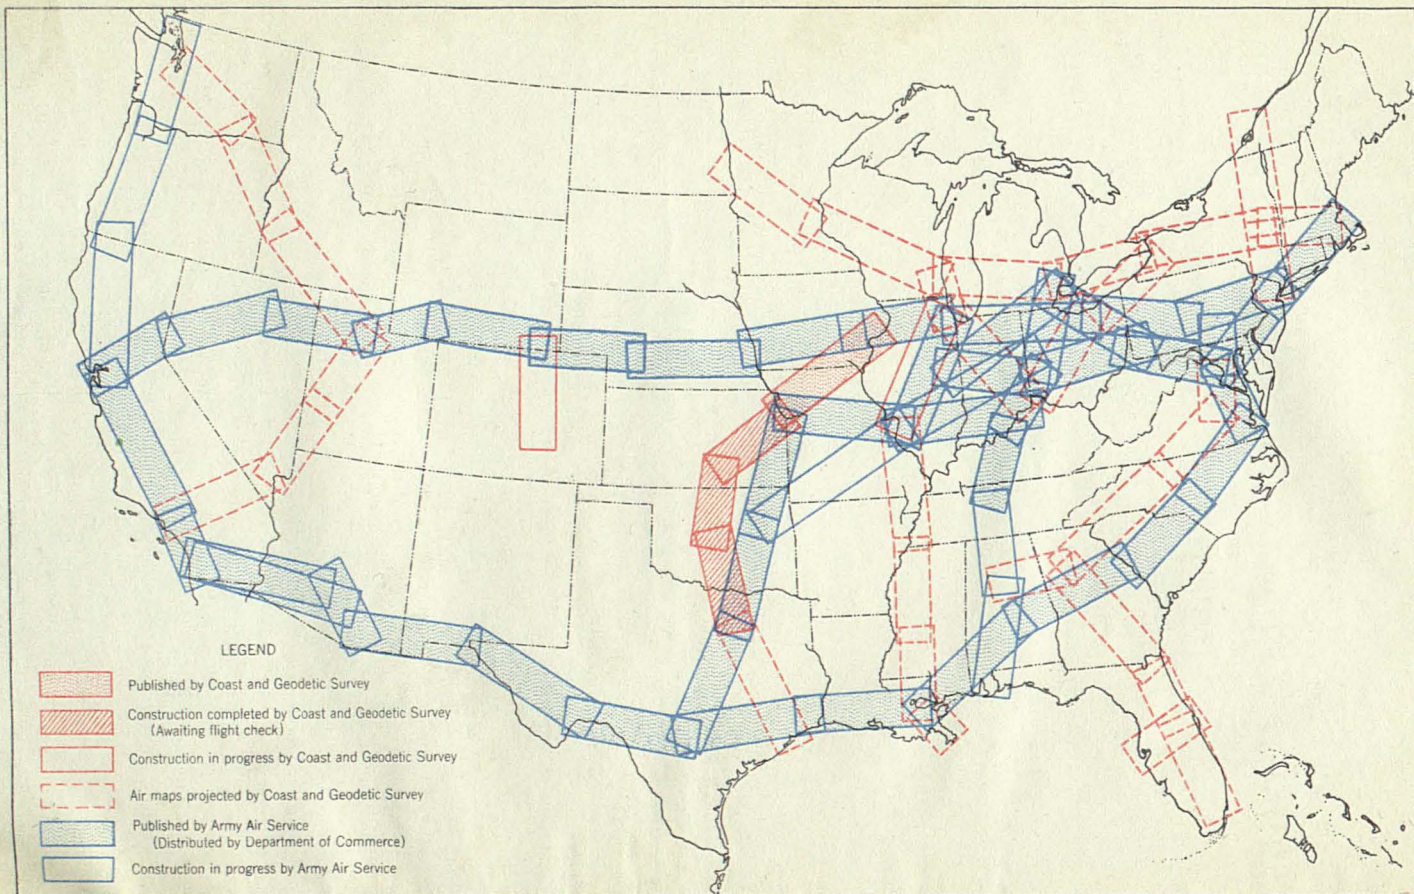 LEGEND
Published by Coast and Geodetic Survey
Construction completed by Coast and Geodetic Survey
(Awaiting flight check)
Construction in progress by Coast and Geodetic Survey
Air maps projected by Coast and Geodetic Survey
Published by Army Air Service
(Distributed by Department of Commerce)
Construction in progress by Army Air Service